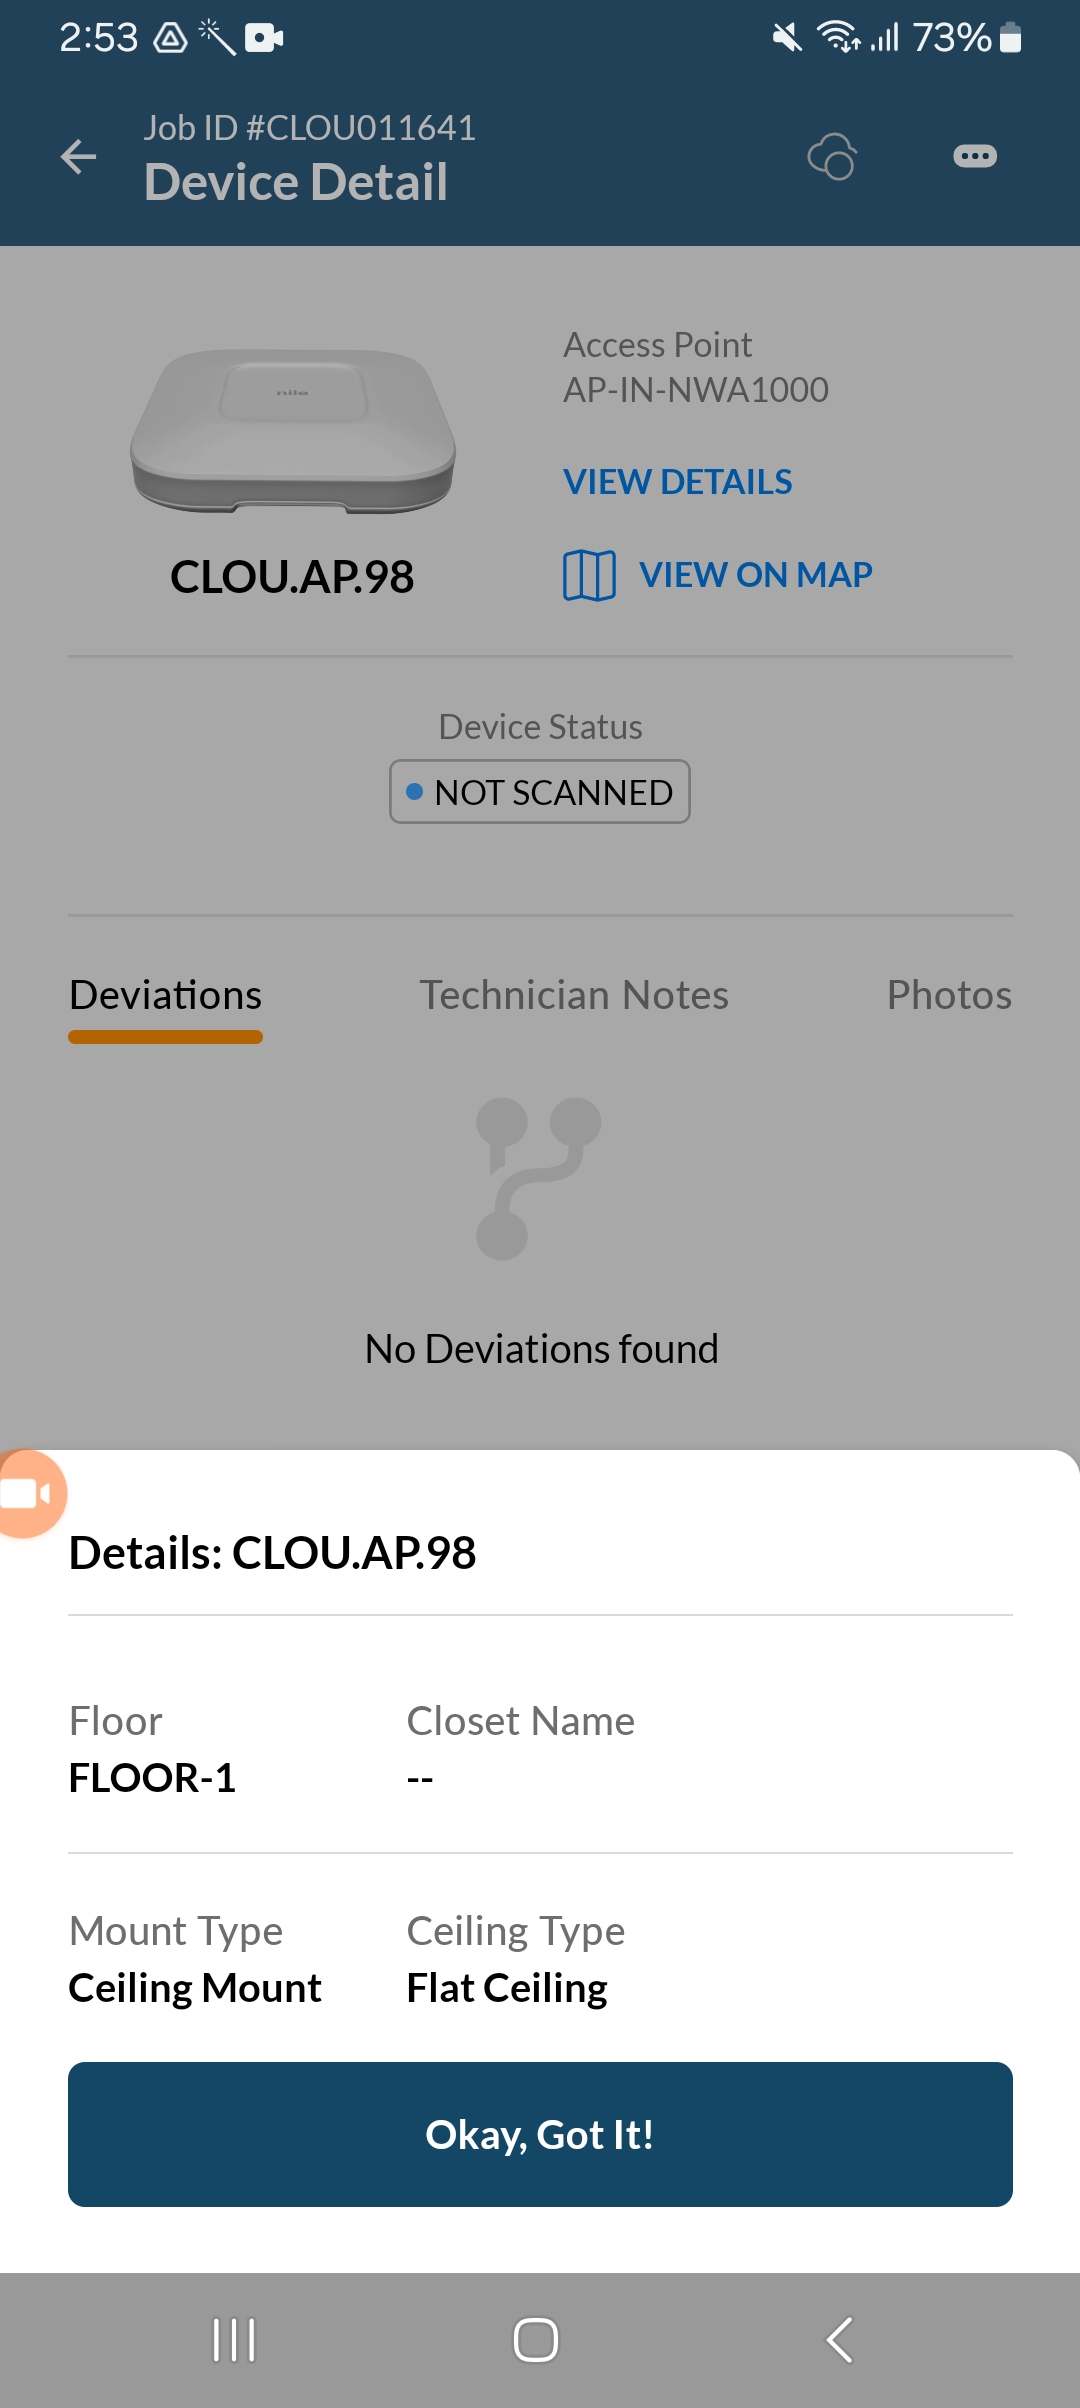 2:53
73%
Job ID #CLOU011641
Device Detail
nile
Access Point
AP-IN-NWA1000
VIEW DETAILS
CLOU.AP.98
VIEW ON MAP
Device Status
NOT SCANNED
Deviations
Technician Notes
Photos
No Deviations found
Details: CLOU.AP.98
Floor
Closet Name
FLOOR-1
--
Mount Type
Ceiling Type
Ceiling Mount
Flat Ceiling
Okay, Got It!